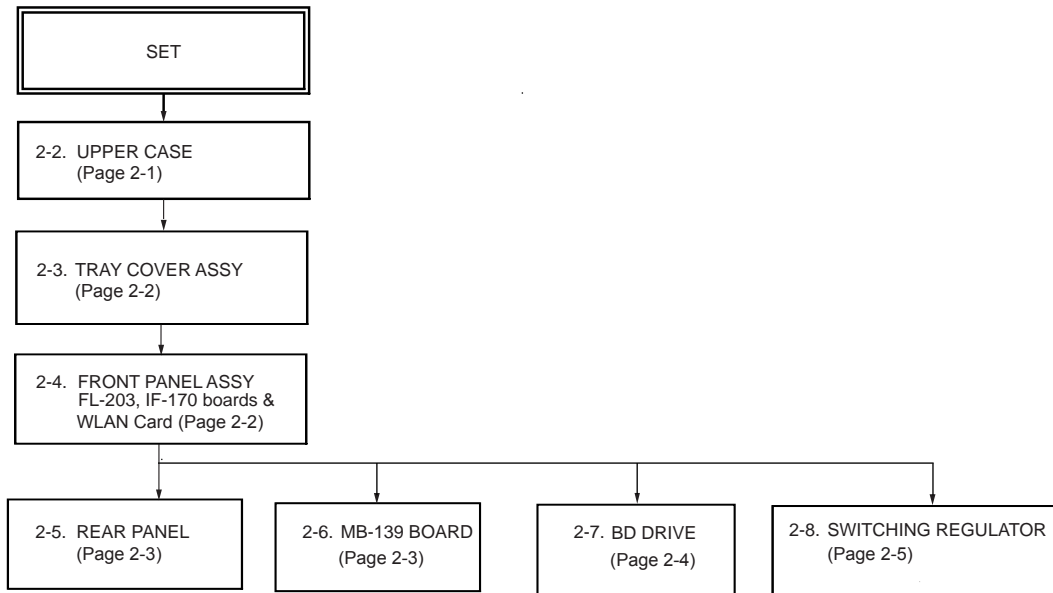 SET
2-2. UPPER CASE
(Page 2-1)
2-3. TRAY COVER ASSY
(Page 2-2)
2-4. FRONT PANEL ASSY
FL-203, IF-170 boards &
WLAN Card (Page 2-2)
2-5. REAR PANEL
(Page 2-3)
2-6. MB-139 BOARD
(Page 2-3)
2-7. BD DRIVE
(Page 2-4)
2-8. SWITCHING REGULATOR
(Page 2-5)